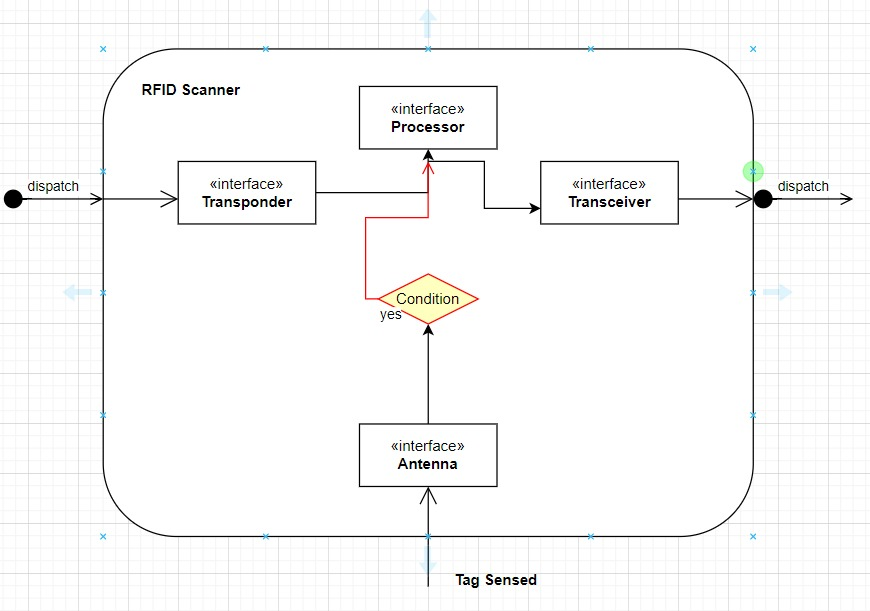 RFID Scanner
«interface»
Processor
dispatch
«interface»
Transponder
«interface»
Transceiver
dispatch
Condition
yes
«interface»
Antenna
Tag Sensed